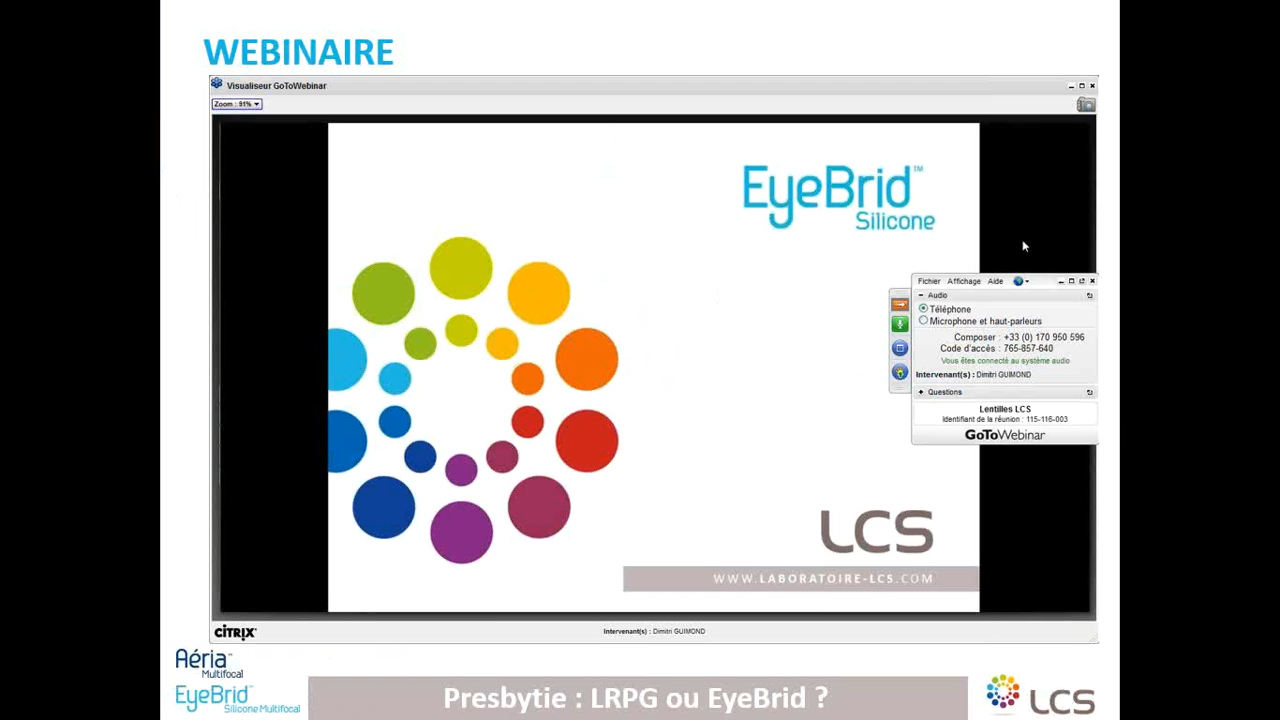 WEBINAIRE
Visualiseur GoToWebinar
Zoom : 91%
EyeBrid™
Silicone
Fichier Affichage Aide ?
Audio
Téléphone
Microphone et haut-parleurs
Composer : +33 (0) 170 950 596
Code d'accès : 765-857-640
Vous êtes connecté au système audio
Intervenant(s) : Dimitri GUIMOND
Questions
Lentilles LCS
Identifiant de la réunion : 115-116-003
GoToWebinar
LCS
WWW.LABORATOIRE-LCS.COM
CITRIX®
Intervenant(s) : Dimitri GUIMOND
Aéria™
Multifocal
EyeBrid™
Silicone Multifocal
Presbytie : LRPG ou EyeBrid ?
LCS